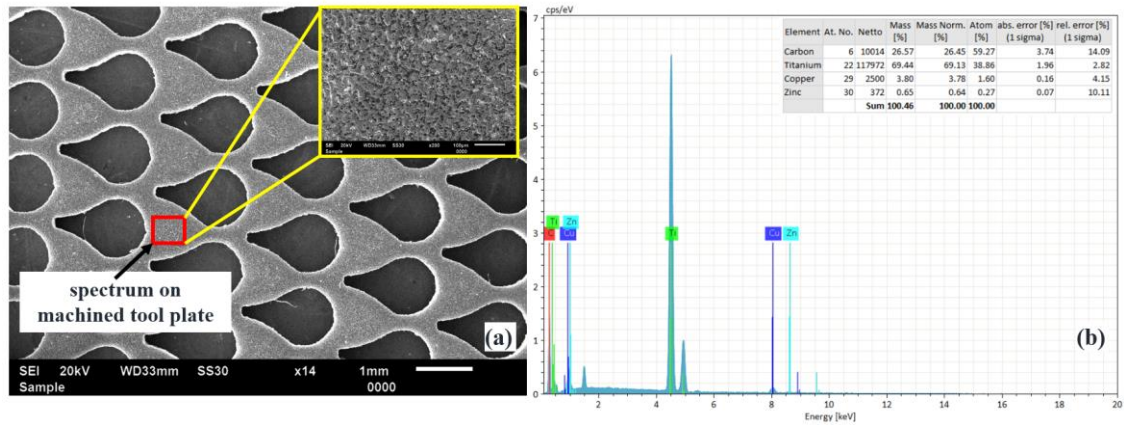 SEI 20kV WD33mm SS30 x200 100μm
Sample 0000
spectrum on
machined tool plate
(a)
SEI 20kV WD33mm SS30 x14 1mm
Sample 0000
cps/eV
Element At. No. Netto Mass [%] Mass Norm. [%] Atom [%] abs. error [%] (1 sigma) rel. error [%] (1 sigma)
Carbon 6 10014 26.57 26.45 59.27 3.74 14.09
Titanium 22 117972 69.44 69.13 38.86 1.96 2.82
Copper 29 2500 3.80 3.78 1.60 0.16 4.15
Zinc 30 372 0.65 0.64 0.27 0.07 10.11
Sum 100.46 100.00 100.00
7
6
5
4
3
2
1
0
Ti Zn
C Cu Ti Cu Zn
(b)
2 4 6 8 10 12 14 16 18 20
Energy [keV]